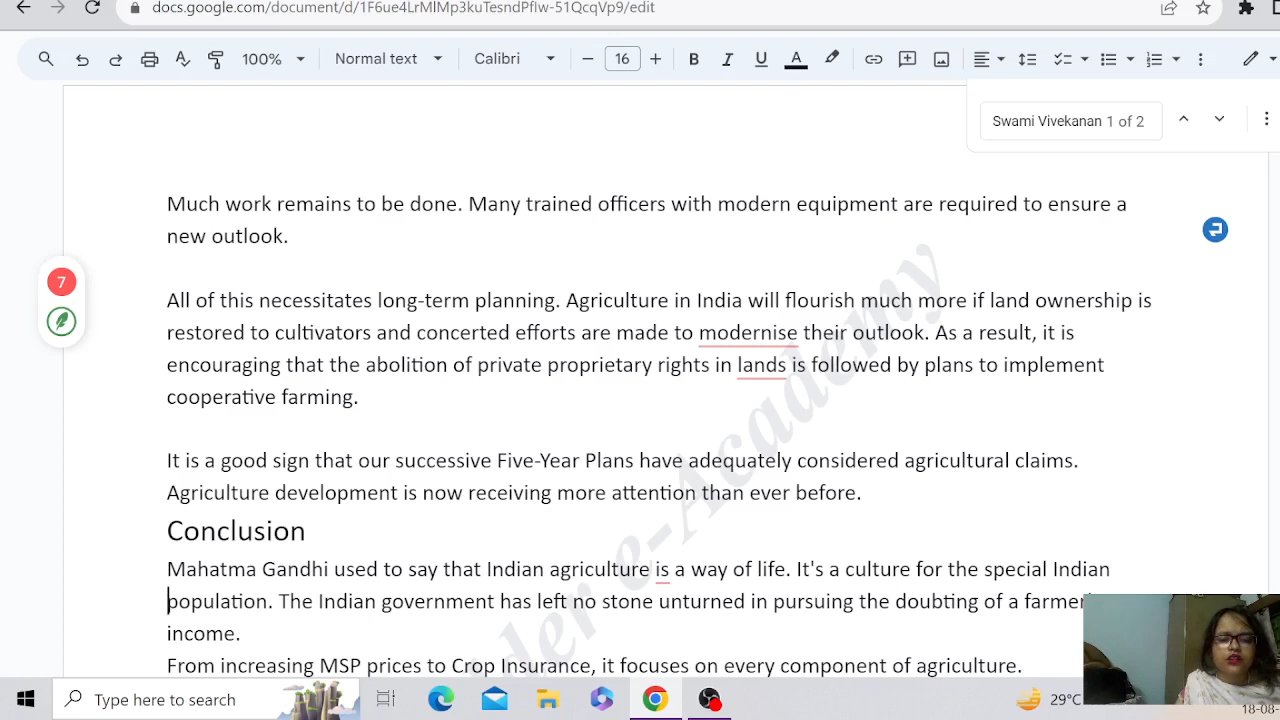 docs.google.com/document/d/1F6ue4LrMIMp3kuTesndPfIw-51QcqVp9/edit
100% Normal text Calibri 16 B I U A
Swami Vivekanan 1 of 2
Much work remains to be done. Many trained officers with modern equipment are required to ensure a
new outlook.
7
All of this necessitates long-term planning. Agriculture in India will flourish much more if land ownership is
restored to cultivators and concerted efforts are made to modernise their outlook. As a result, it is
encouraging that the abolition of private proprietary rights in lands is followed by plans to implement
cooperative farming.
It is a good sign that our successive Five-Year Plans have adequately considered agricultural claims.
Agriculture development is now receiving more attention than ever before.
Conclusion
Mahatma Gandhi used to say that Indian agriculture is a way of life. It's a culture for the special Indian
population. The Indian government has left no stone unturned in pursuing the doubting of a farmer
income.
From increasing MSP prices to Crop Insurance, it focuses on every component of agriculture.
der e-Academy
Type here to search
29°C
18-08-